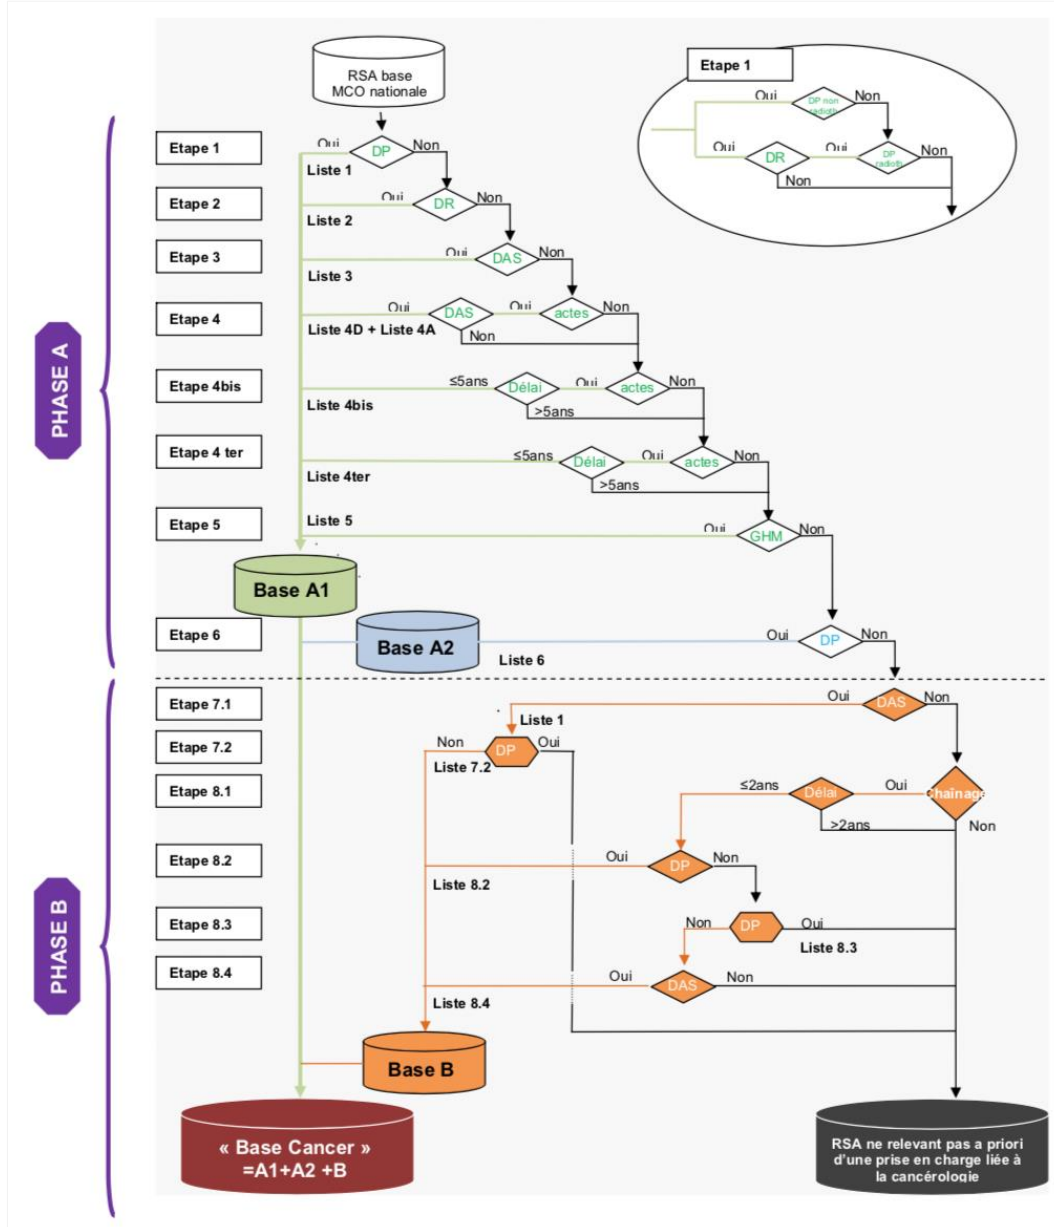 RSA base
MCO nationale
Etape 1
Oui
DP non
radioth
Non
DR
Oui
DP
radioth
Non
Non
PHASE A
Etape 1
Oui
DP
Non
Liste 1
Etape 2
Oui
DR
Non
Liste 2
Etape 3
Oui
DAS
Non
Liste 3
Etape 4
Oui
DAS
Oui
actes
Non
Liste 4D + Liste 4A
Non
Etape 4bis
≤5ans
Délai
Oui
actes
Non
Liste 4bis
>5ans
Etape 4 ter
≤5ans
Délai
Oui
actes
Non
Liste 4ter
>5ans
Etape 5
Liste 5
Oui
GHM
Non
Base A1
Etape 6
Base A2
Oui
DP
Non
Liste 6
PHASE B
Etape 7.1
Oui
DAS
Non
Liste 1
Etape 7.2
Non
DP
Oui
Liste 7.2
Etape 8.1
≤2ans
Délai
Oui
Chaînage
>2ans
Non
Etape 8.2
Oui
DP
Non
Liste 8.2
Etape 8.3
Non
DP
Oui
Liste 8.3
Etape 8.4
Oui
DAS
Non
Liste 8.4
Base B
« Base Cancer »
=A1+A2 +B
RSA ne relevant pas a priori
d'une prise en charge liée à
la cancérologie